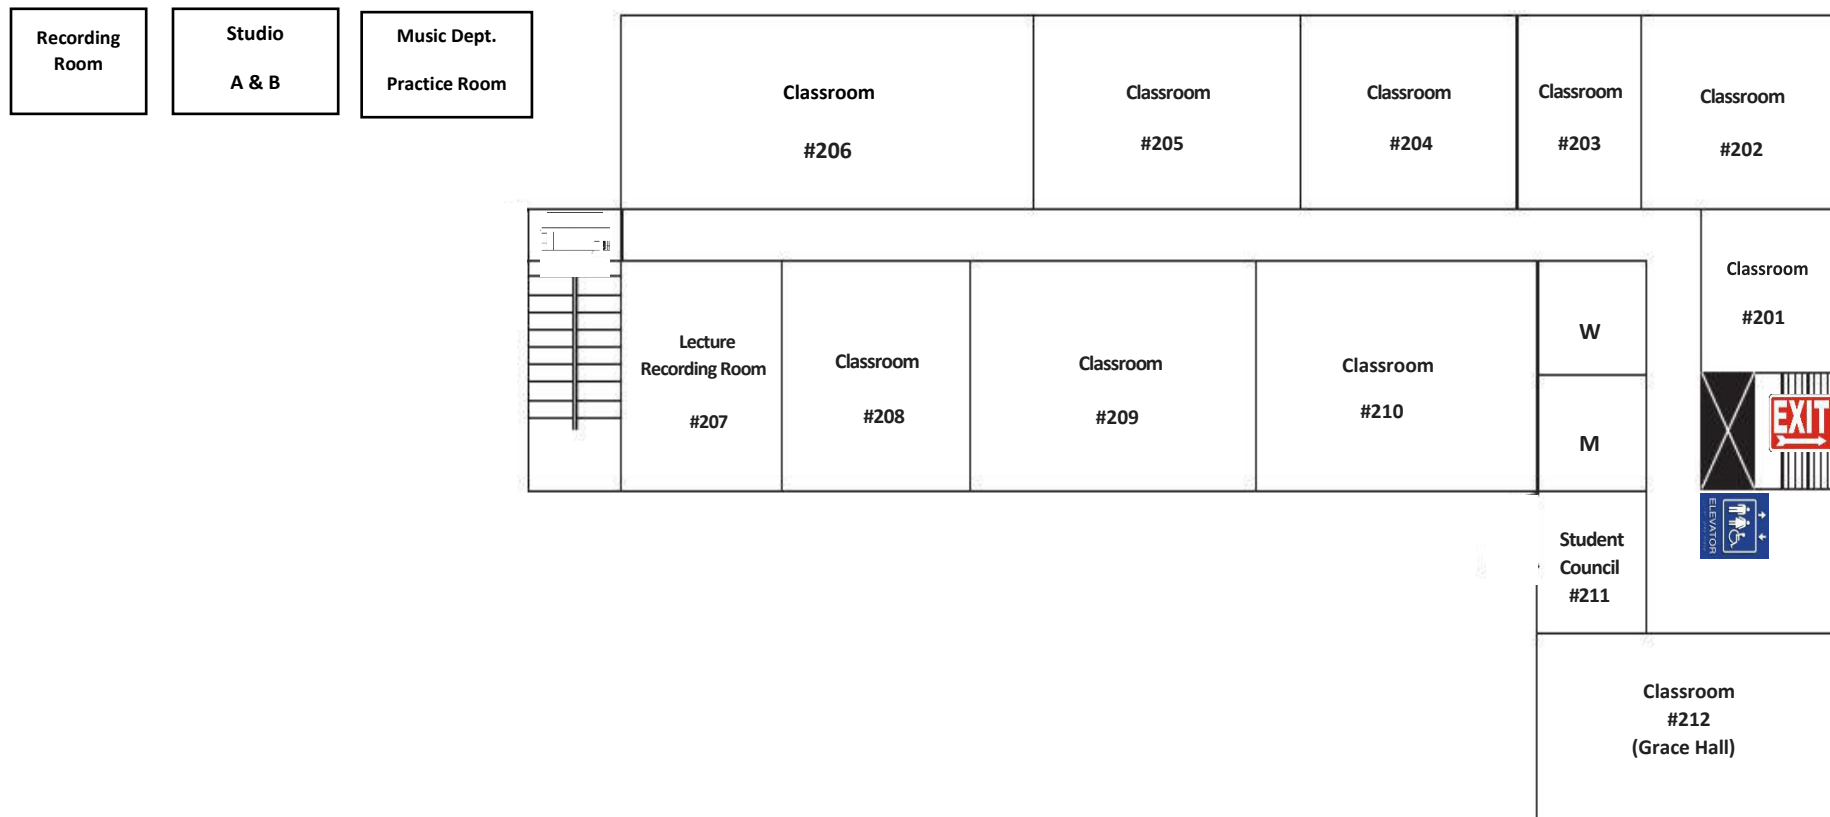 Recording
Room
Studio
A & B
Music Dept.
Practice Room
Classroom
#206
Classroom
#205
Classroom
#204
Classroom
#203
Classroom
#202
Classroom
#201
Lecture
Recording Room
#207
Classroom
#208
Classroom
#209
Classroom
#210
W
M
EXIT
ELEVATOR
Student
Council
#211
Classroom
#212
(Grace Hall)